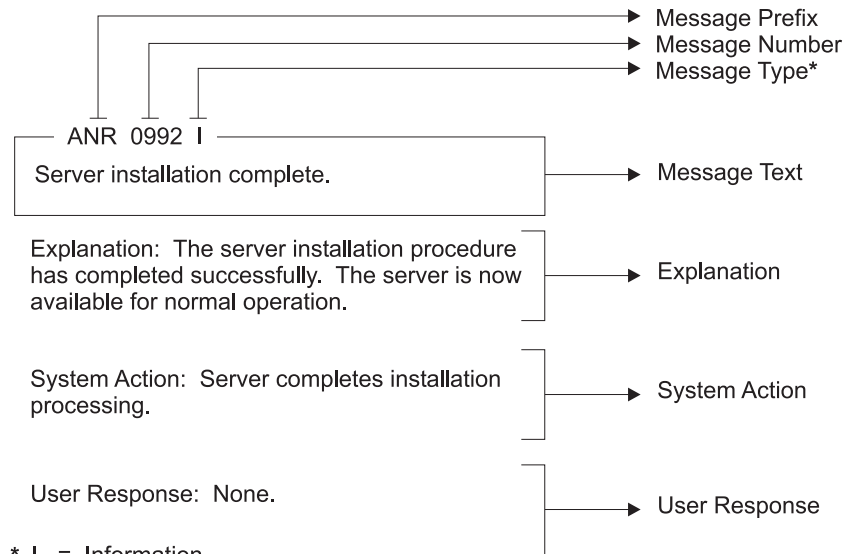 Message Prefix
Message Number
Message Type*
ANR 0992 I
Server installation complete.
Message Text
Explanation: The server installation procedure
has completed successfully. The server is now
available for normal operation.
Explanation
System Action: Server completes installation
processing.
System Action
User Response: None.
User Response
* I = Information